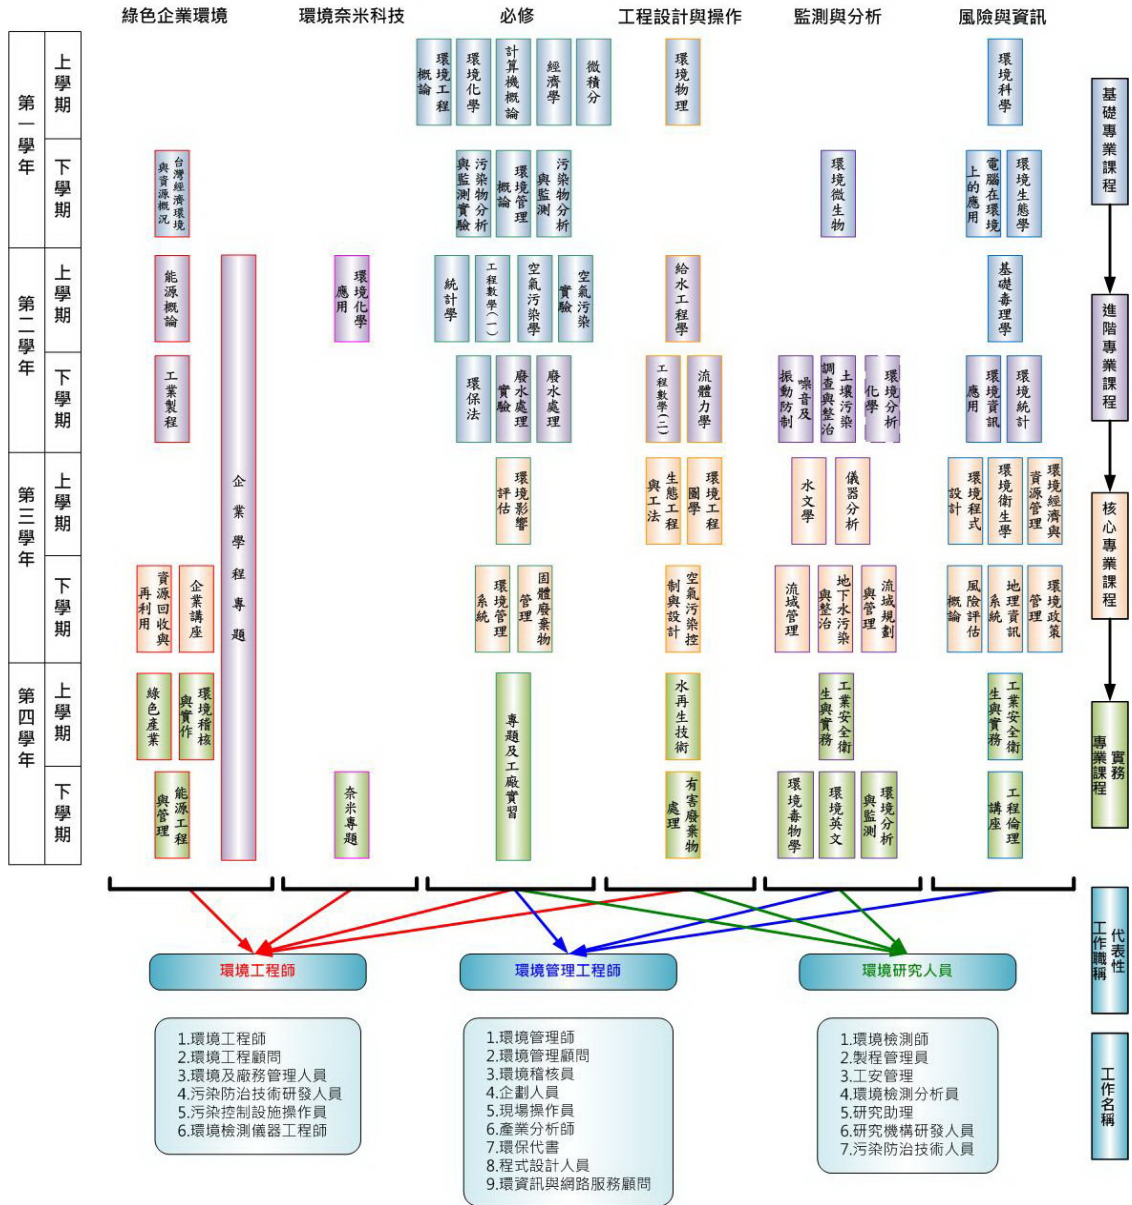 綠色企業環境
環境奈米科技
必修
工程設計與操作
監測與分析
風險與資訊
第一學年
上學期
環境工程
概論
環境化學
計算機概論
經濟學
微積分
環境物理
環境科學
基礎專業課程
下學期
台灣經濟環境
與資源概況
污染物分析
與監測實驗
環境管理
概論
污染物分析
與監測
環境微生物
電腦在環境
上的應用
環境生態學
第二學年
上學期
能源概論
企業學程專題
環境化學
應用
統計學
工程數學(一)
空氣污染學
空氣污染
實驗
給水工程學
基礎毒理學
進階專業課程
下學期
工業製程
環保法
廢水處理
實驗
廢水處理
工程數學(二)
流體力學
噪音及
振動防制
土壤污染
調查與整治
環境分析
化學
環境資訊
應用
環境統計
第三學年
上學期
環境影響
評估
生態工程
與工法
環境工程
圖學
水文學
儀器分析
環境程式
設計
環境衛生學
環境經濟與
資源管理
核心專業課程
下學期
資源回收與
再利用
企業講座
環境管理
系統
固體廢棄物
管理
空氣污染控
制與設計
流域管理
地下水污染
與整治
流域規劃
與管理
風險評估
概論
地理資訊
系統
環境政策
管理
第四學年
上學期
綠色產業
環境稽核
與實作
專題及工廠實習
水再生技術
工業安全衛
生與實務
工業安全衛
生與實務
實務
專業課程
下學期
能源工程
與管理
奈米專題
有害廢棄物
處理
環境毒物學
環境英文
環境分析
與監測
工程倫理
講座
代表性
工作職稱
環境工程師
環境管理工程師
環境研究人員
工作名稱
1.環境工程師
2.環境工程顧問
3.環境及廠務管理人員
4.污染防治技術研發人員
5.污染控制設施操作員
6.環境檢測儀器工程師
1.環境管理師
2.環境管理顧問
3.環境稽核員
4.企劃人員
5.現場操作員
6.產業分析師
7.環保代書
8.程式設計人員
9.環資訊與網路服務顧問
1.環境檢測師
2.製程管理員
3.工安管理
4.環境檢測分析員
5.研究助理
6.研究機構研發人員
7.污染防治技術人員